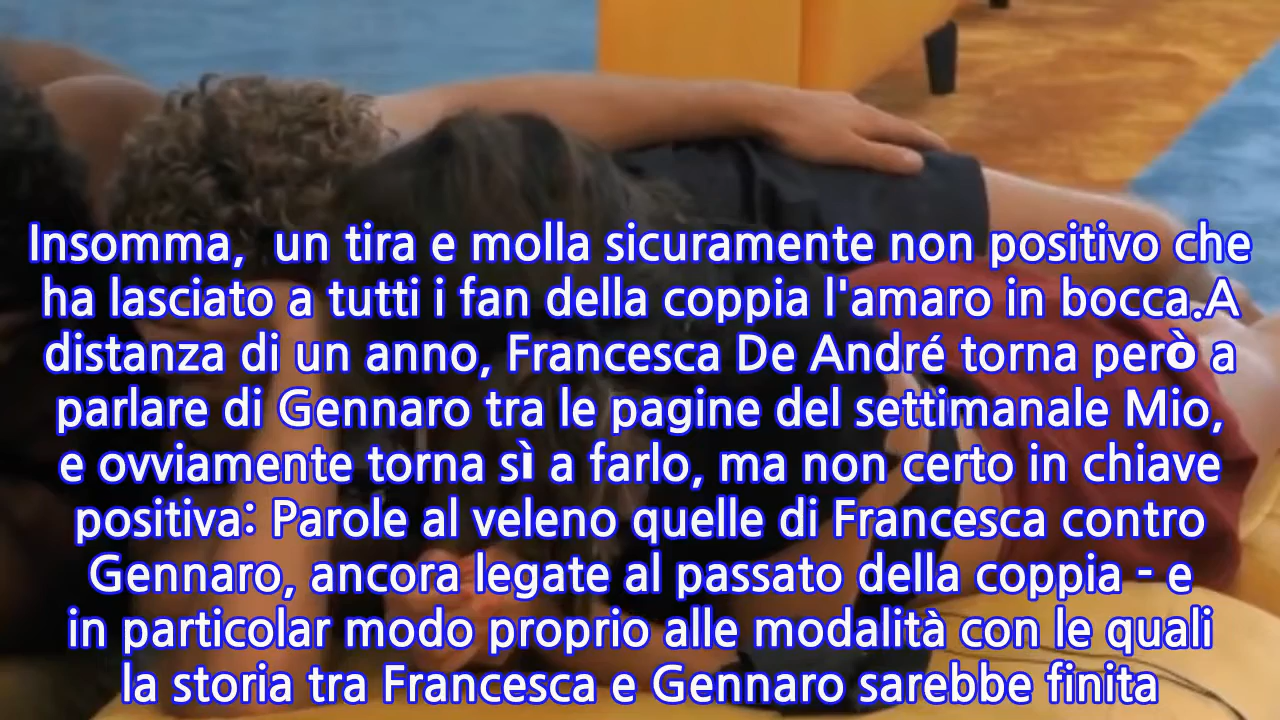 Insomma,  un tira e molla sicuramente non positivo che
ha lasciato a tutti i fan della coppia l'amaro in bocca.A
distanza di un anno, Francesca De André torna però a
parlare di Gennaro tra le pagine del settimanale Mio,
e ovviamente torna sì a farlo, ma non certo in chiave
positiva: Parole al veleno quelle di Francesca contro
Gennaro, ancora legate al passato della coppia - e
in particolar modo proprio alle modalità con le quali
la storia tra Francesca e Gennaro sarebbe finita